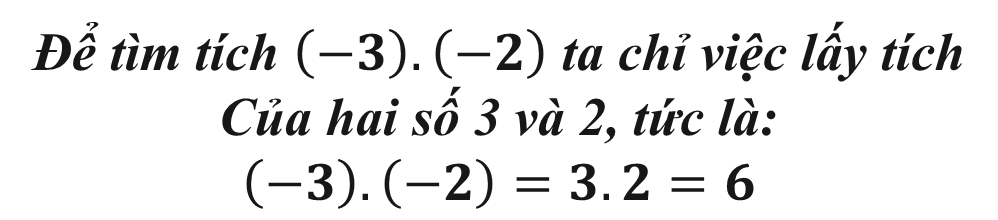 Để tìm tích (−3).(−2) ta chỉ việc lấy tích
Của hai số 3 và 2, tức là:
(−3).(−2) = 3.2 = 6